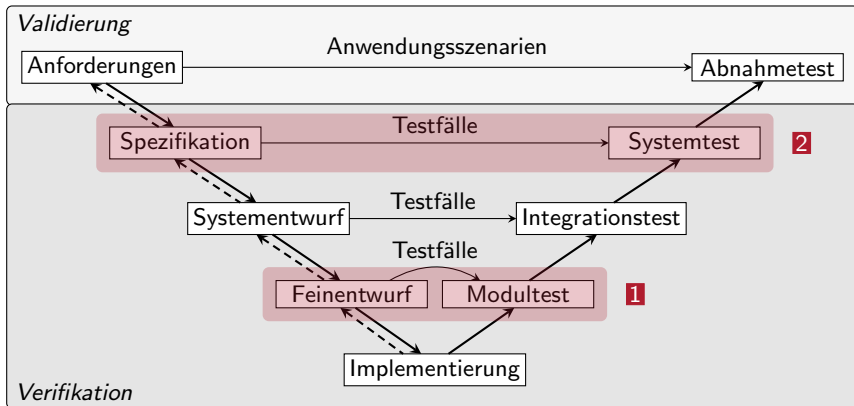 Validierung
Anwendungsszenarien
Anforderungen
Abnahmetest
Testfälle
Spezifikation
Systemtest
2
Testfälle
Systementwurf
Integrationstest
Testfälle
Feinentwurf
Modultest
1
Implementierung
Verifikation